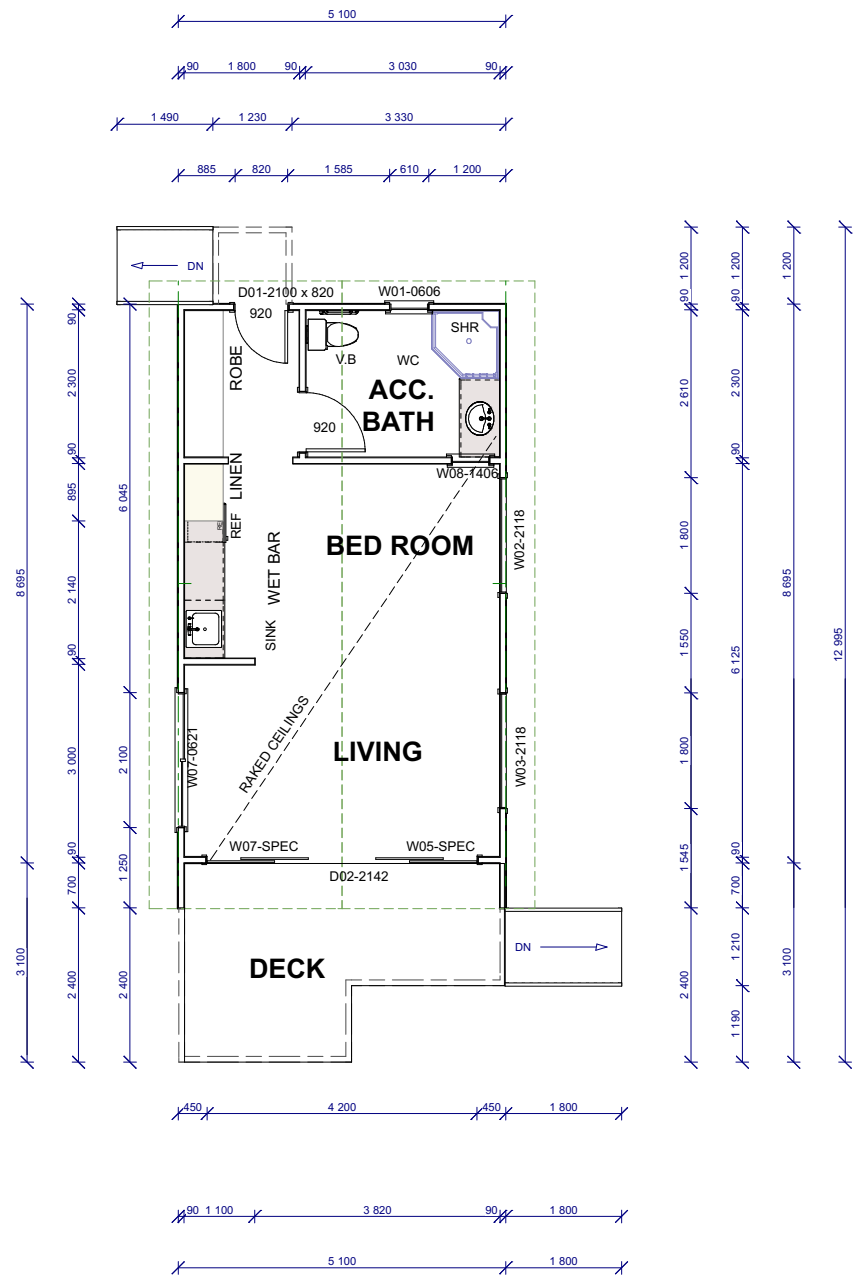 5 100
90 1 800 90 3 030 90
1 490 1 230 3 330
885 820 1 585 610 1 200
DN
D01-2100 x 820
W01-0606
920
SHR
V.B
WC
ROBE
ACC.
BATH
920
LINEN
W08-1406
REF
RE
BED ROOM
W02-2118
WET BAR
SINK
RAKED CEILINGS
LIVING
W07-0621
W03-2118
W07-SPEC
W05-SPEC
D02-2142
DECK
DN
8 695
3 100
90
2 300
90
895
2 140
90
3 000
90
700
2 400
6 045
2 100
1 250
2 400
1 200
90
2 610
1 800
1 550
1 800
1 545
2 400
1 200
90
2 300
90
6 125
90
700
1 210
1 190
1 200
8 695
3 100
12 995
450 4 200 450 1 800
90 1 100 3 820 90 1 800
5 100 1 800